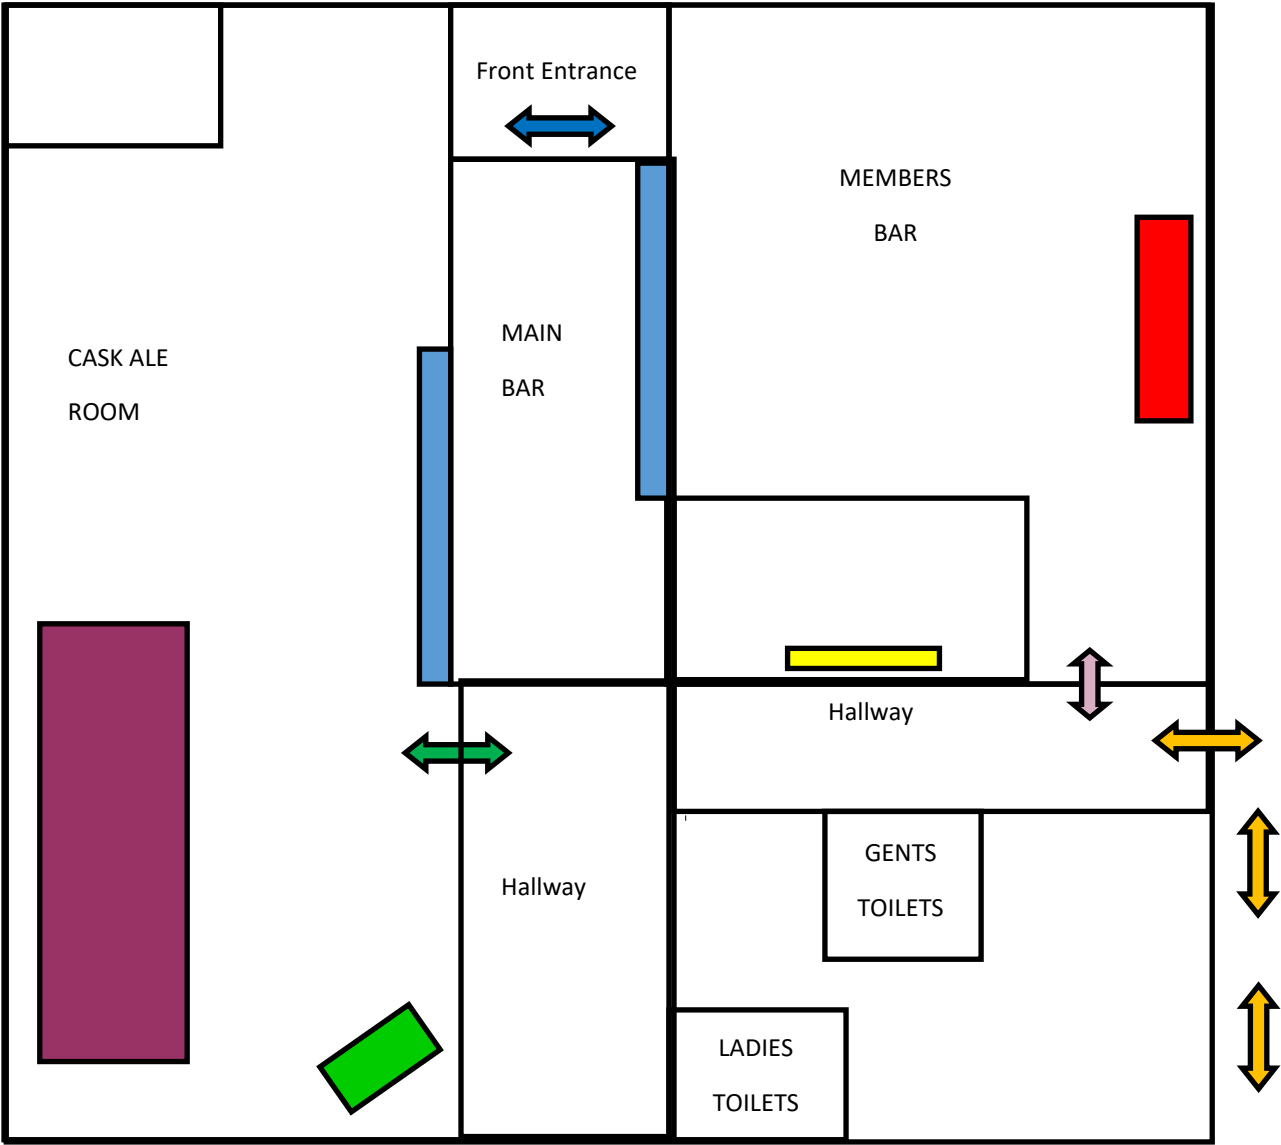 Front Entrance
MEMBERS
BAR
MAIN
BAR
CASK ALE
ROOM
Hallway
GENTS
TOILETS
Hallway
LADIES
TOILETS